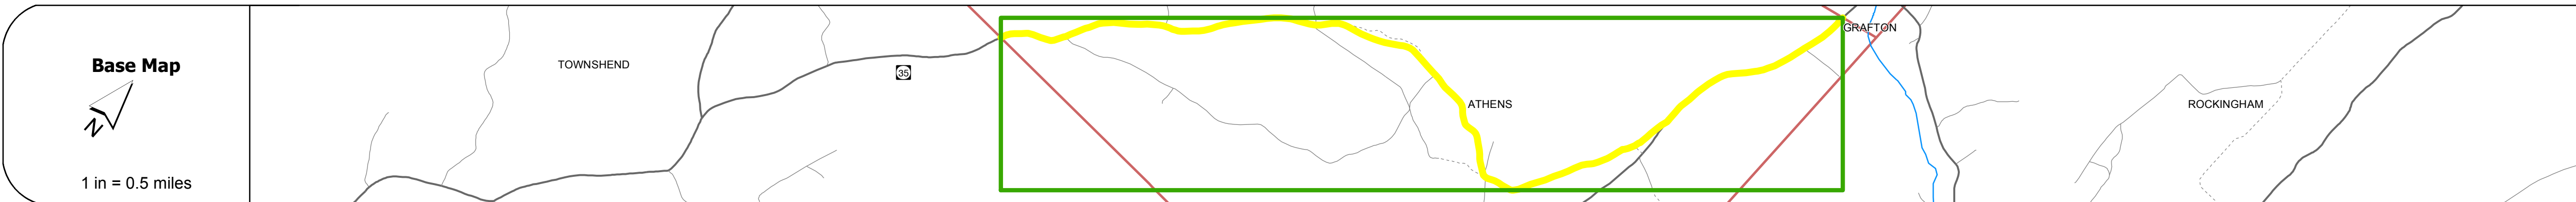 Base Map
N
1 in = 0.5 miles
TOWNSHEND
35
ATHENS
GRAFTON
ROCKINGHAM